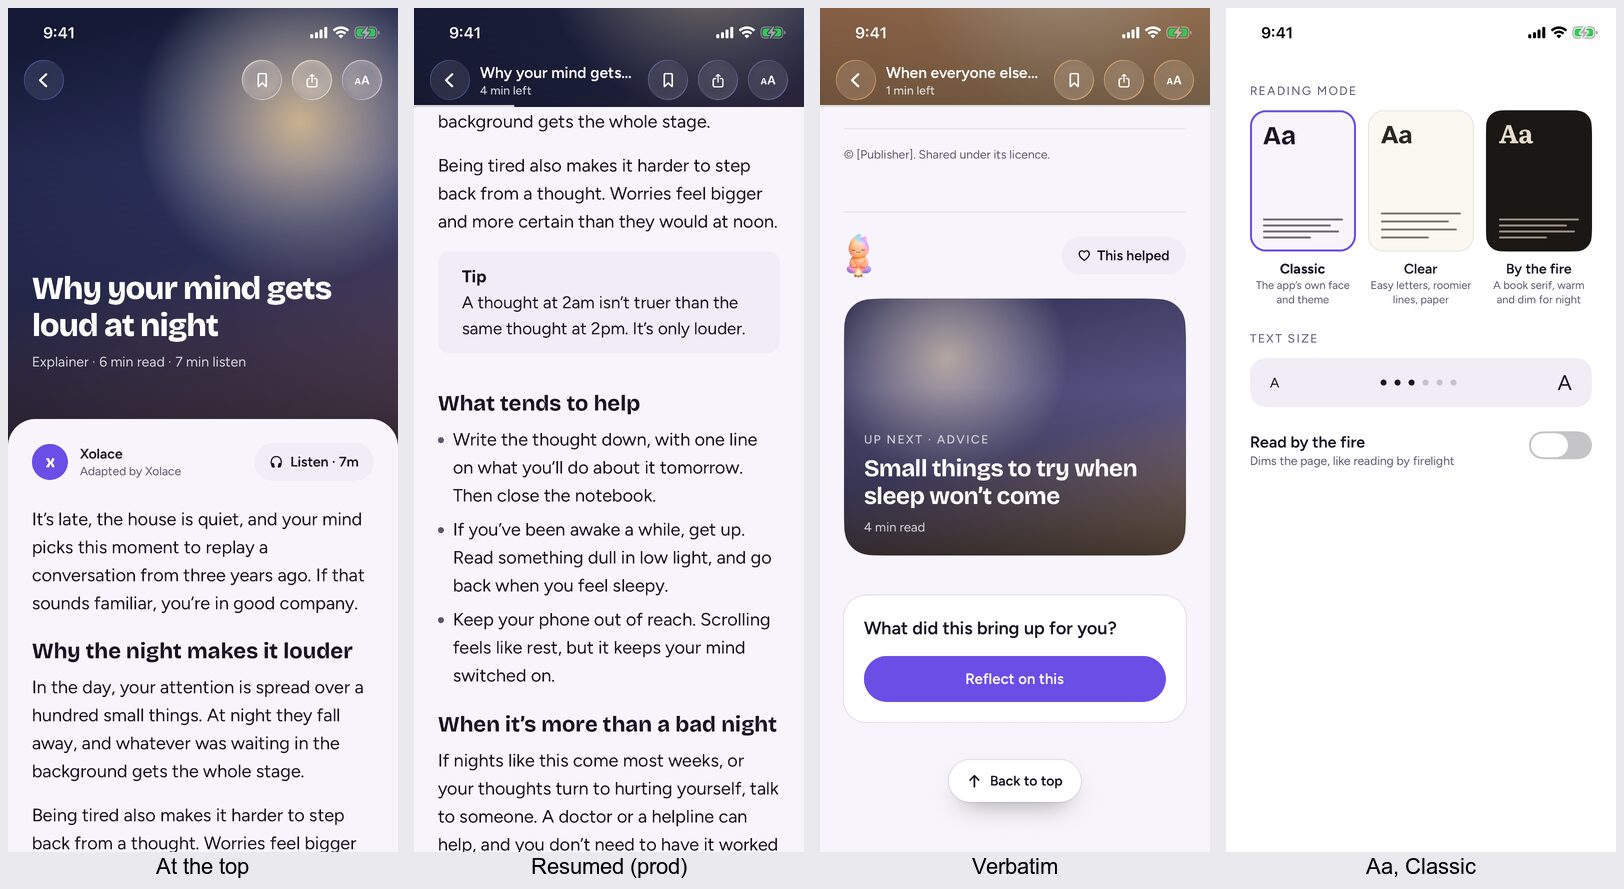 9:41
AA
Why your mind gets
loud at night
Explainer · 6 min read · 7 min listen
x
Xolace
Adapted by Xolace
Listen · 7m
It’s late, the house is quiet, and your mind
picks this moment to replay a
conversation from three years ago. If that
sounds familiar, you’re in good company.
Why the night makes it louder
In the day, your attention is spread over a
hundred small things. At night they fall
away, and whatever was waiting in the
background gets the whole stage.
Being tired also makes it harder to step
back from a thought. Worries feel bigger
At the top
9:41
Why your mind gets...
4 min left
AA
background gets the whole stage.
Being tired also makes it harder to step
back from a thought. Worries feel bigger
and more certain than they would at noon.
Tip
A thought at 2am isn’t truer than the
same thought at 2pm. It’s only louder.
What tends to help
• Write the thought down, with one line
on what you’ll do about it tomorrow.
Then close the notebook.
• If you’ve been awake a while, get up.
Read something dull in low light, and go
back when you feel sleepy.
• Keep your phone out of reach. Scrolling
feels like rest, but it keeps your mind
switched on.
When it’s more than a bad night
If nights like this come most weeks, or
your thoughts turn to hurting yourself, talk
to someone. A doctor or a helpline can
help, and you don’t need to have it worked
Resumed (prod)
9:41
When everyone else...
1 min left
AA
© [Publisher]. Shared under its licence.
This helped
UP NEXT · ADVICE
Small things to try when
sleep won’t come
4 min read
What did this bring up for you?
Reflect on this
Back to top
Verbatim
9:41
READING MODE
Aa
Classic
The app’s own face
and theme
Aa
Clear
Easy letters, roomier
lines, paper
Aa
By the fire
A book serif, warm
and dim for night
TEXT SIZE
A
A
Read by the fire
Dims the page, like reading by firelight
Aa, Classic